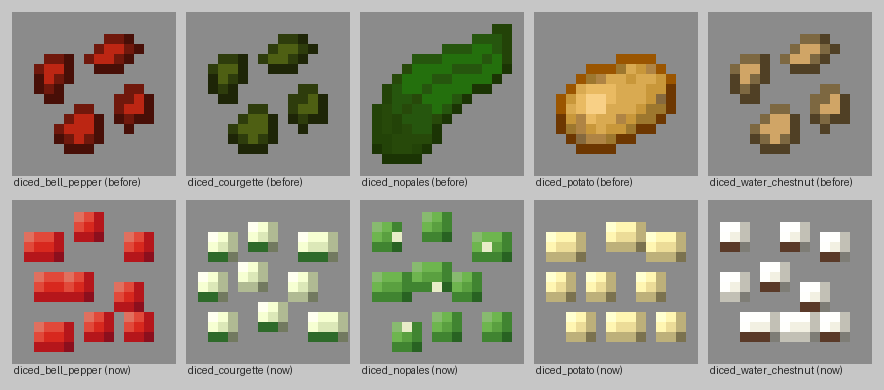 diced_bell_pepper (before)
diced_courgette (before)
diced_nopales (before)
diced_potato (before)
diced_water_chestnut (before)
diced_bell_pepper (now)
diced_courgette (now)
diced_nopales (now)
diced_potato (now)
diced_water_chestnut (now)